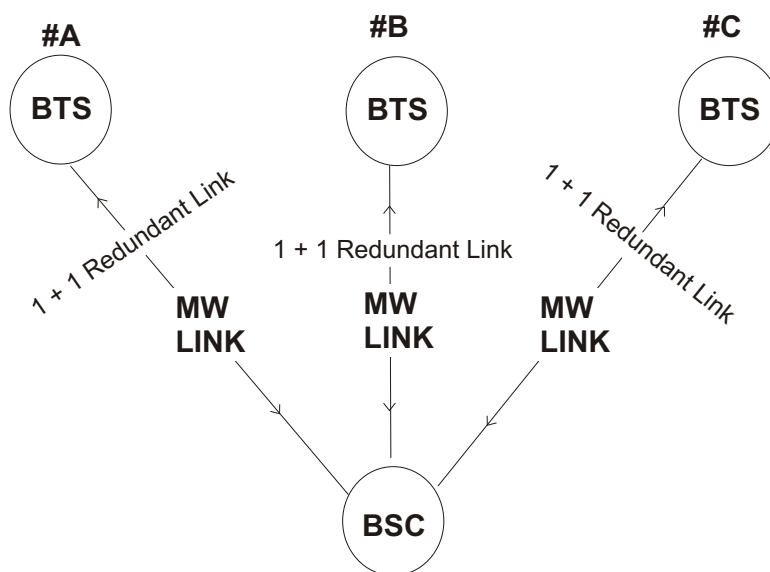 #A
#B
#C
BTS
BTS
BTS
1 + 1 Redundant Link
1 + 1 Redundant Link
1 + 1 Redundant Link
MW
LINK
MW
LINK
MW
LINK
BSC